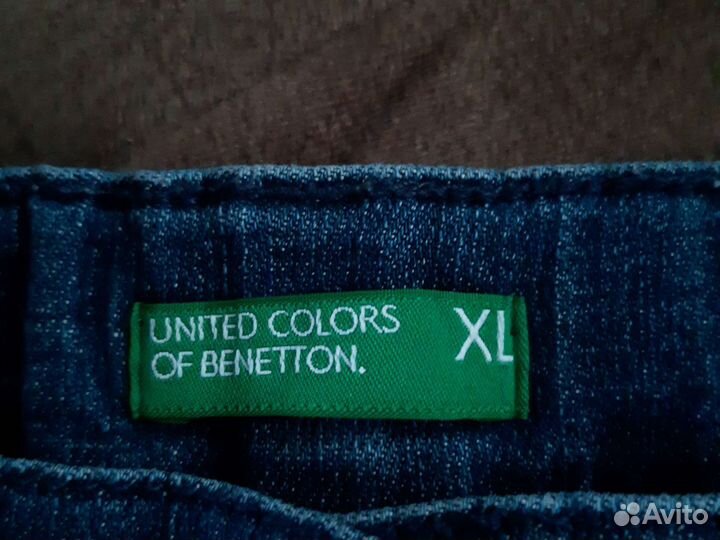 UNITED COLORS XL
OF BENETTON.
Avito